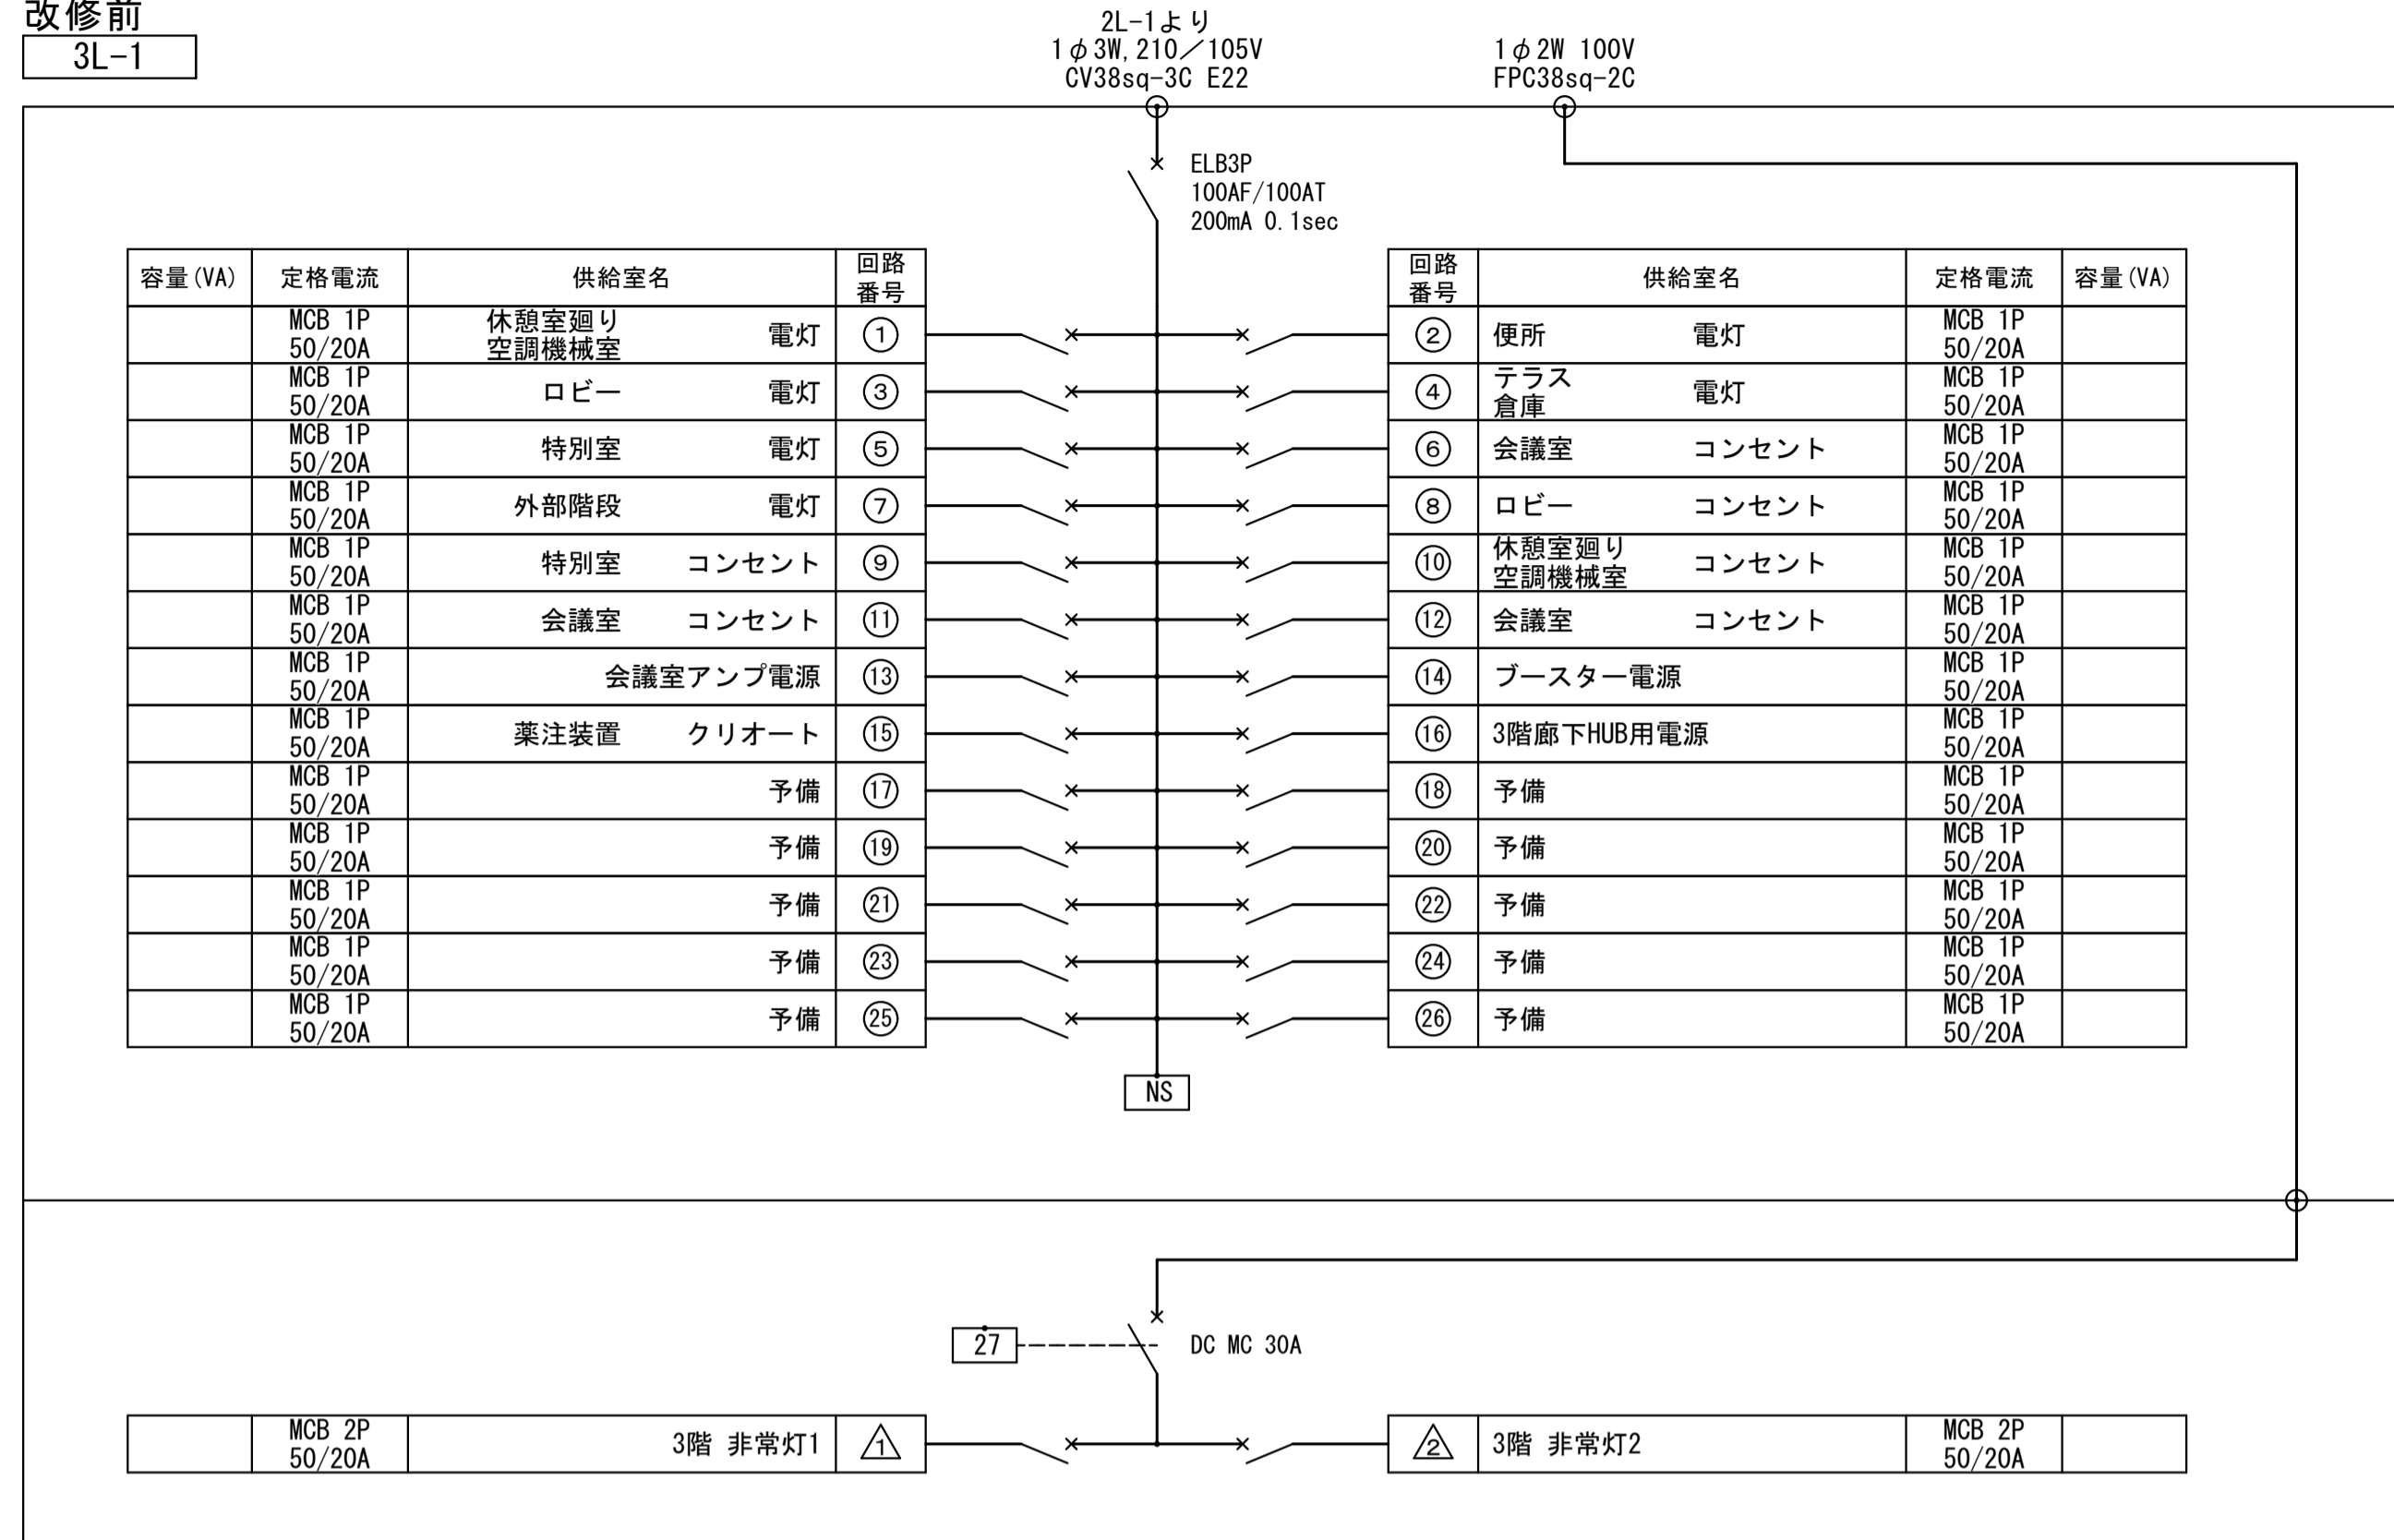 改修前
3L-1
2L-1より
1φ3W,210／105V
CV38sq-3C E22
1φ2W 100V
FPC38sq-2C
ELB3P
100AF/100AT
200mA 0.1sec
容量(VA) 定格電流 供給室名 回路番号
MCB 1P 50/20A 休憩室廻り 空調機械室 電灯 ①
MCB 1P 50/20A ロビー 電灯 ③
MCB 1P 50/20A 特別室 電灯 ⑤
MCB 1P 50/20A 外部階段 電灯 ⑦
MCB 1P 50/20A 特別室 コンセント ⑨
MCB 1P 50/20A 会議室 コンセント ⑪
MCB 1P 50/20A 会議室アンプ電源 ⑬
MCB 1P 50/20A 薬注装置 クリオート ⑮
MCB 1P 50/20A 予備 ⑰
MCB 1P 50/20A 予備 ⑲
MCB 1P 50/20A 予備 ㉑
MCB 1P 50/20A 予備 ㉓
MCB 1P 50/20A 予備 ㉕
回路番号 供給室名 定格電流 容量(VA)
② 便所 電灯 MCB 1P 50/20A
④ テラス 倉庫 電灯 MCB 1P 50/20A
⑥ 会議室 コンセント MCB 1P 50/20A
⑧ ロビー コンセント MCB 1P 50/20A
⑩ 休憩室廻り 空調機械室 コンセント MCB 1P 50/20A
⑫ 会議室 コンセント MCB 1P 50/20A
⑭ ブースター電源 MCB 1P 50/20A
⑯ 3階廊下HUB用電源 MCB 1P 50/20A
⑱ 予備 MCB 1P 50/20A
⑳ 予備 MCB 1P 50/20A
㉒ 予備 MCB 1P 50/20A
㉔ 予備 MCB 1P 50/20A
㉖ 予備 MCB 1P 50/20A
NS
27
DC MC 30A
MCB 2P 50/20A 3階 非常灯1 1
2 3階 非常灯2 MCB 2P 50/20A